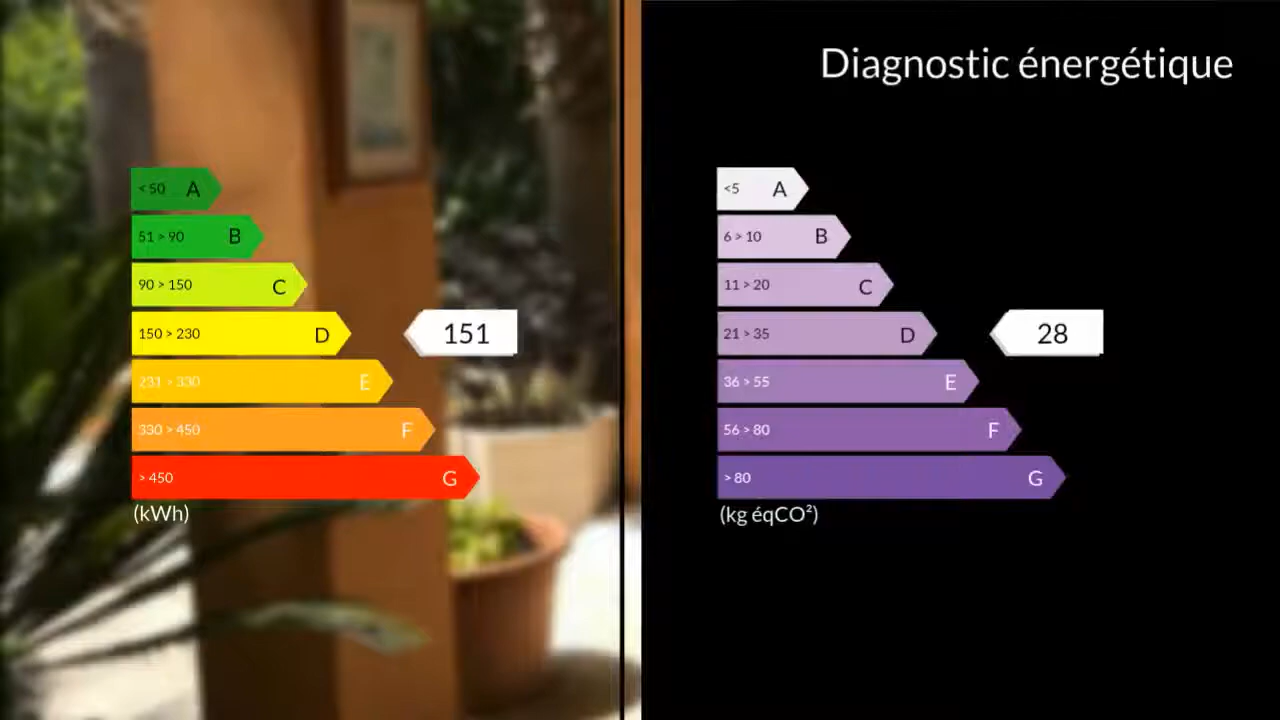 Diagnostic énergétique
< 50 A
51 > 90 B
90 > 150 C
150 > 230 D
151
231 > 330 E
330 > 450 F
> 450 G
(kWh)
<5 A
6 > 10 B
11 > 20 C
21 > 35 D
28
36 > 55 E
56 > 80 F
> 80 G
(kg éqCO²)